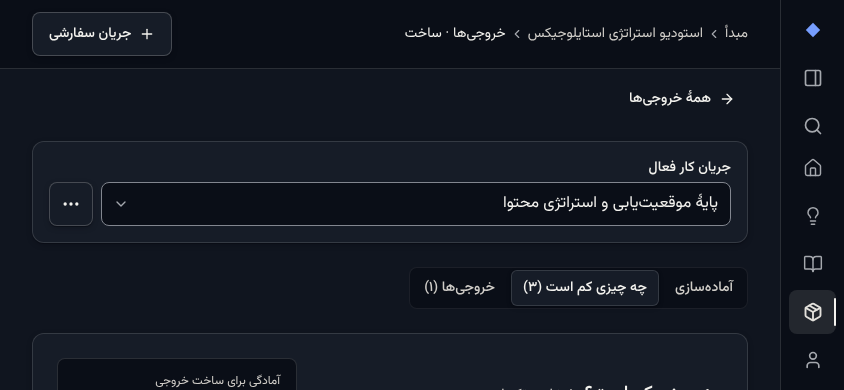 مبدأ › استودیو استراتژی استایلوجیکس › خروجی‌ها · ساخت
+ جریان سفارشی
همهٔ خروجی‌ها
جریان کار فعال
پایهٔ موقعیت‌یابی و استراتژی محتوا
آماده‌سازی
چه چیزی کم است (۳)
خروجی‌ها (۱)
آمادگی برای ساخت خروجی